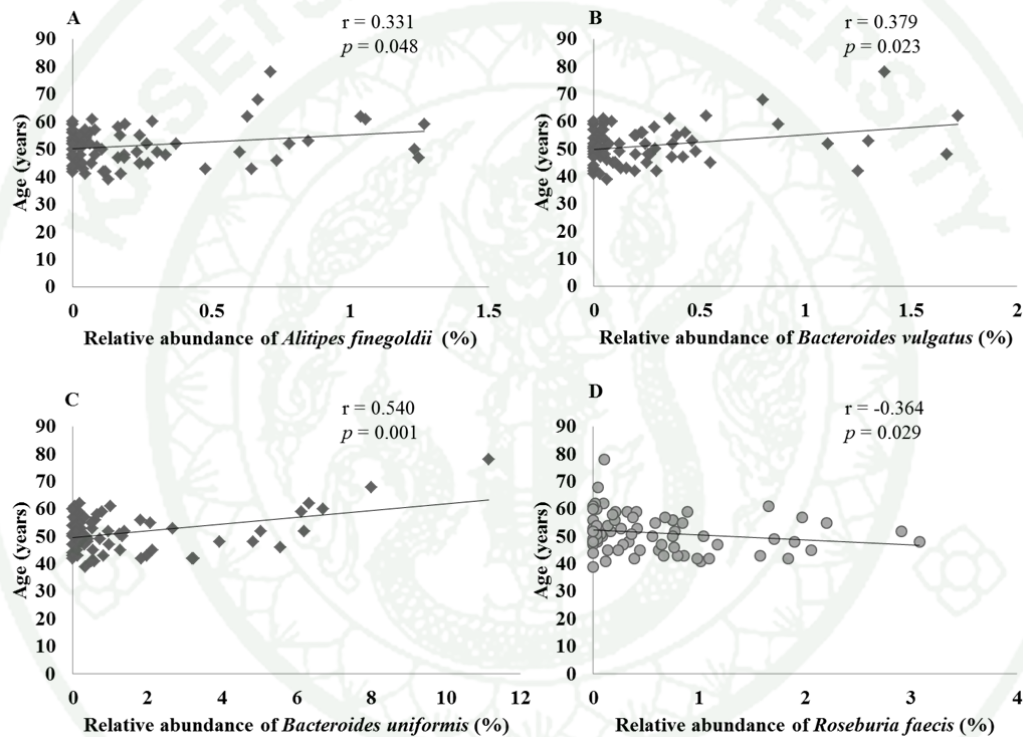 A
r = 0.331
p = 0.048
90
80
70
60
50
40
30
20
10
0
Age (years)
0 0.5 1 1.5
Relative abundance of Alitipes finegoldii (%)
B
r = 0.379
p = 0.023
90
80
70
60
50
40
30
20
10
0
Age (years)
0 0.5 1 1.5 2
Relative abundance of Bacteroides vulgatus (%)
C
r = 0.540
p = 0.001
90
80
70
60
50
40
30
20
10
0
Age (years)
0 2 4 6 8 10 12
Relative abundance of Bacteroides uniformis (%)
D
r = -0.364
p = 0.029
90
80
70
60
50
40
30
20
10
0
Age (years)
0 1 2 3 4
Relative abundance of Roseburia faecis (%)